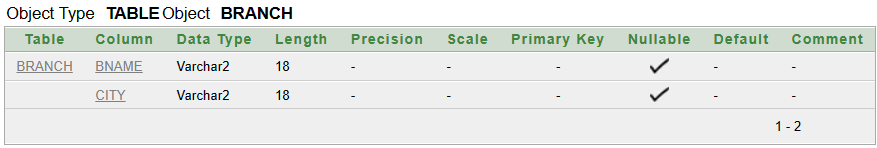 Object Type TABLE Object BRANCH
Table Column Data Type Length Precision Scale Primary Key Nullable Default Comment
BRANCH BNAME Varchar2 18 - - - - -
CITY Varchar2 18 - - - - -
1 - 2